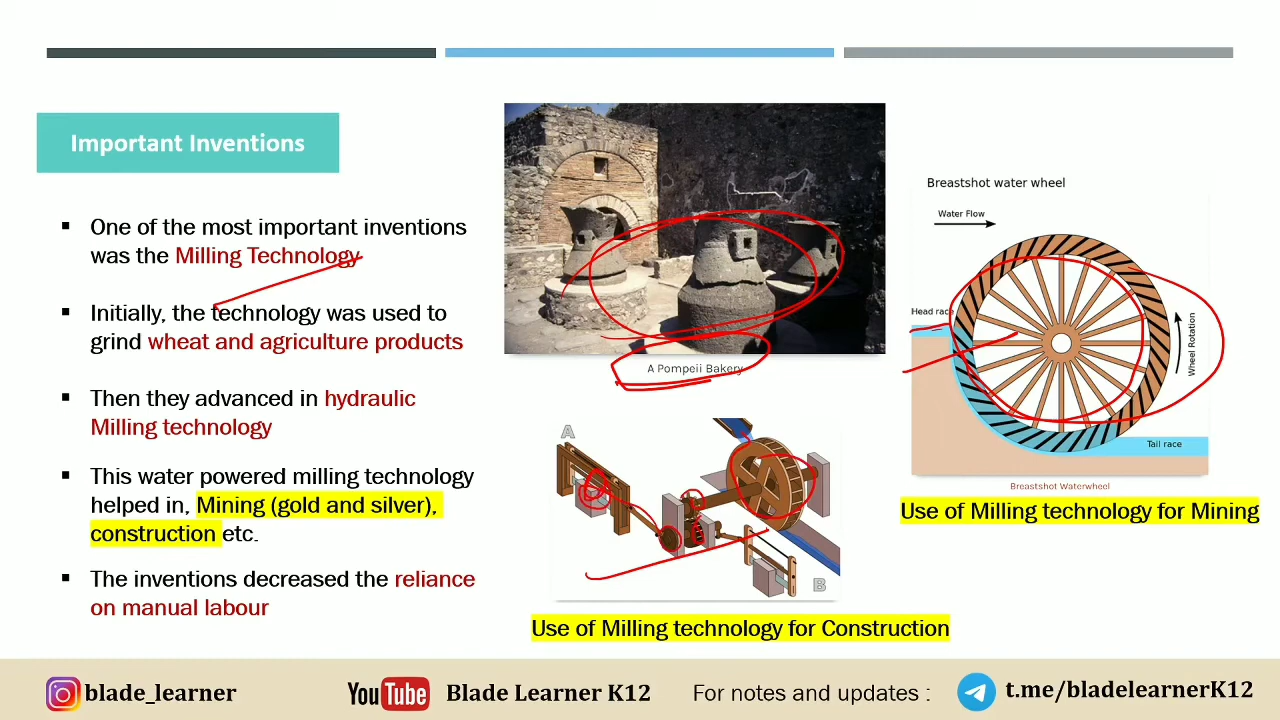 Important Inventions
One of the most important inventions
was the Milling Technology
Initially, the technology was used to
grind wheat and agriculture products
Then they advanced in hydraulic
Milling technology
This water powered milling technology
helped in, Mining (gold and silver),
construction etc.
The inventions decreased the reliance
on manual labour
A Pompeii Bakery
A
B
Use of Milling technology for Construction
Breastshot water wheel
Water Flow
Head race
Wheel Rotation
Tail race
Breastshot Waterwheel
Use of Milling technology for Mining
blade_learner
YouTube
Blade Learner K12
For notes and updates :
t.me/bladelearnerK12